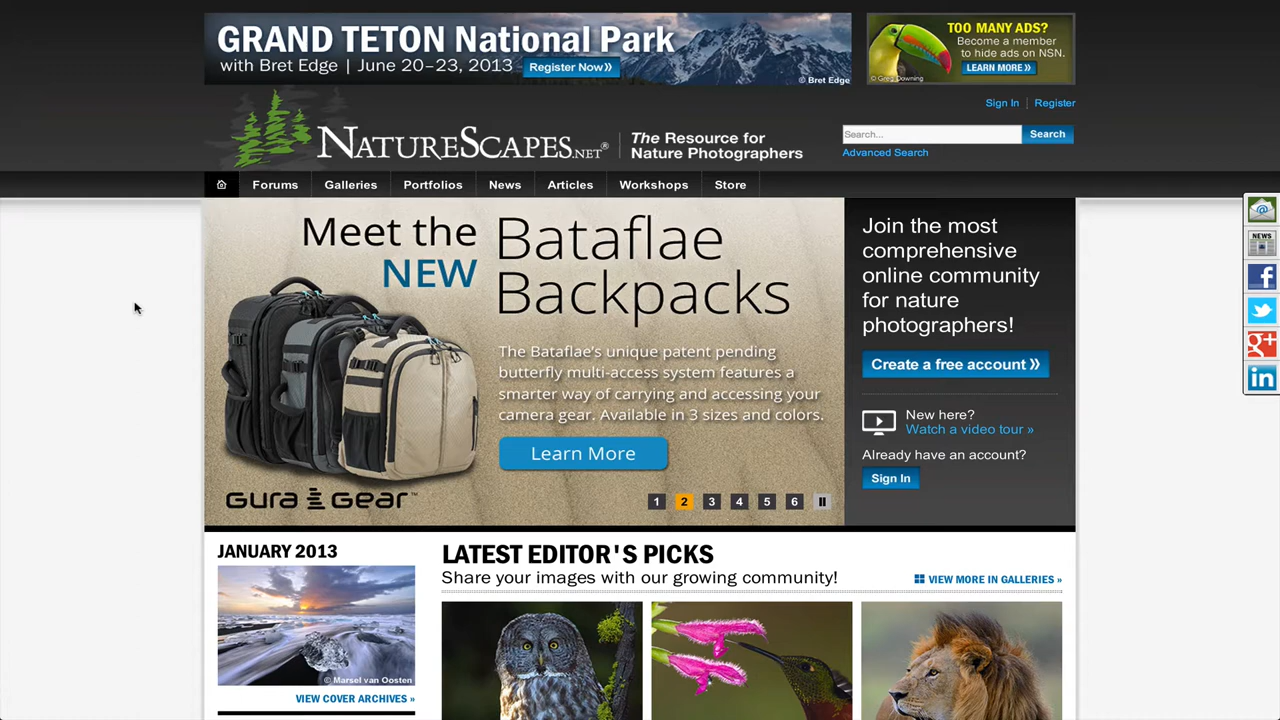 GRAND TETON National Park
with Bret Edge | June 20–23, 2013
Register Now»
© Bret Edge
TOO MANY ADS?
Become a member
to hide ads on NSN.
LEARN MORE »
© Greg Downing
Sign In | Register
NATURESCAPES.NET®
The Resource for
Nature Photographers
Search...
Search
Advanced Search
Forums
Galleries
Portfolios
News
Articles
Workshops
Store
Meet the
NEW
Bataflae
Backpacks
The Bataflae's unique patent pending
butterfly multi-access system features a
smarter way of carrying and accessing your
camera gear. Available in 3 sizes and colors.
Learn More
GURA GEAR™
1 2 3 4 5 6
Join the most
comprehensive
online community
for nature
photographers!
Create a free account »
New here?
Watch a video tour »
Already have an account?
Sign In
NEWS
JANUARY 2013
© Marsel van Oosten
VIEW COVER ARCHIVES »
LATEST EDITOR'S PICKS
Share your images with our growing community!
VIEW MORE IN GALLERIES »